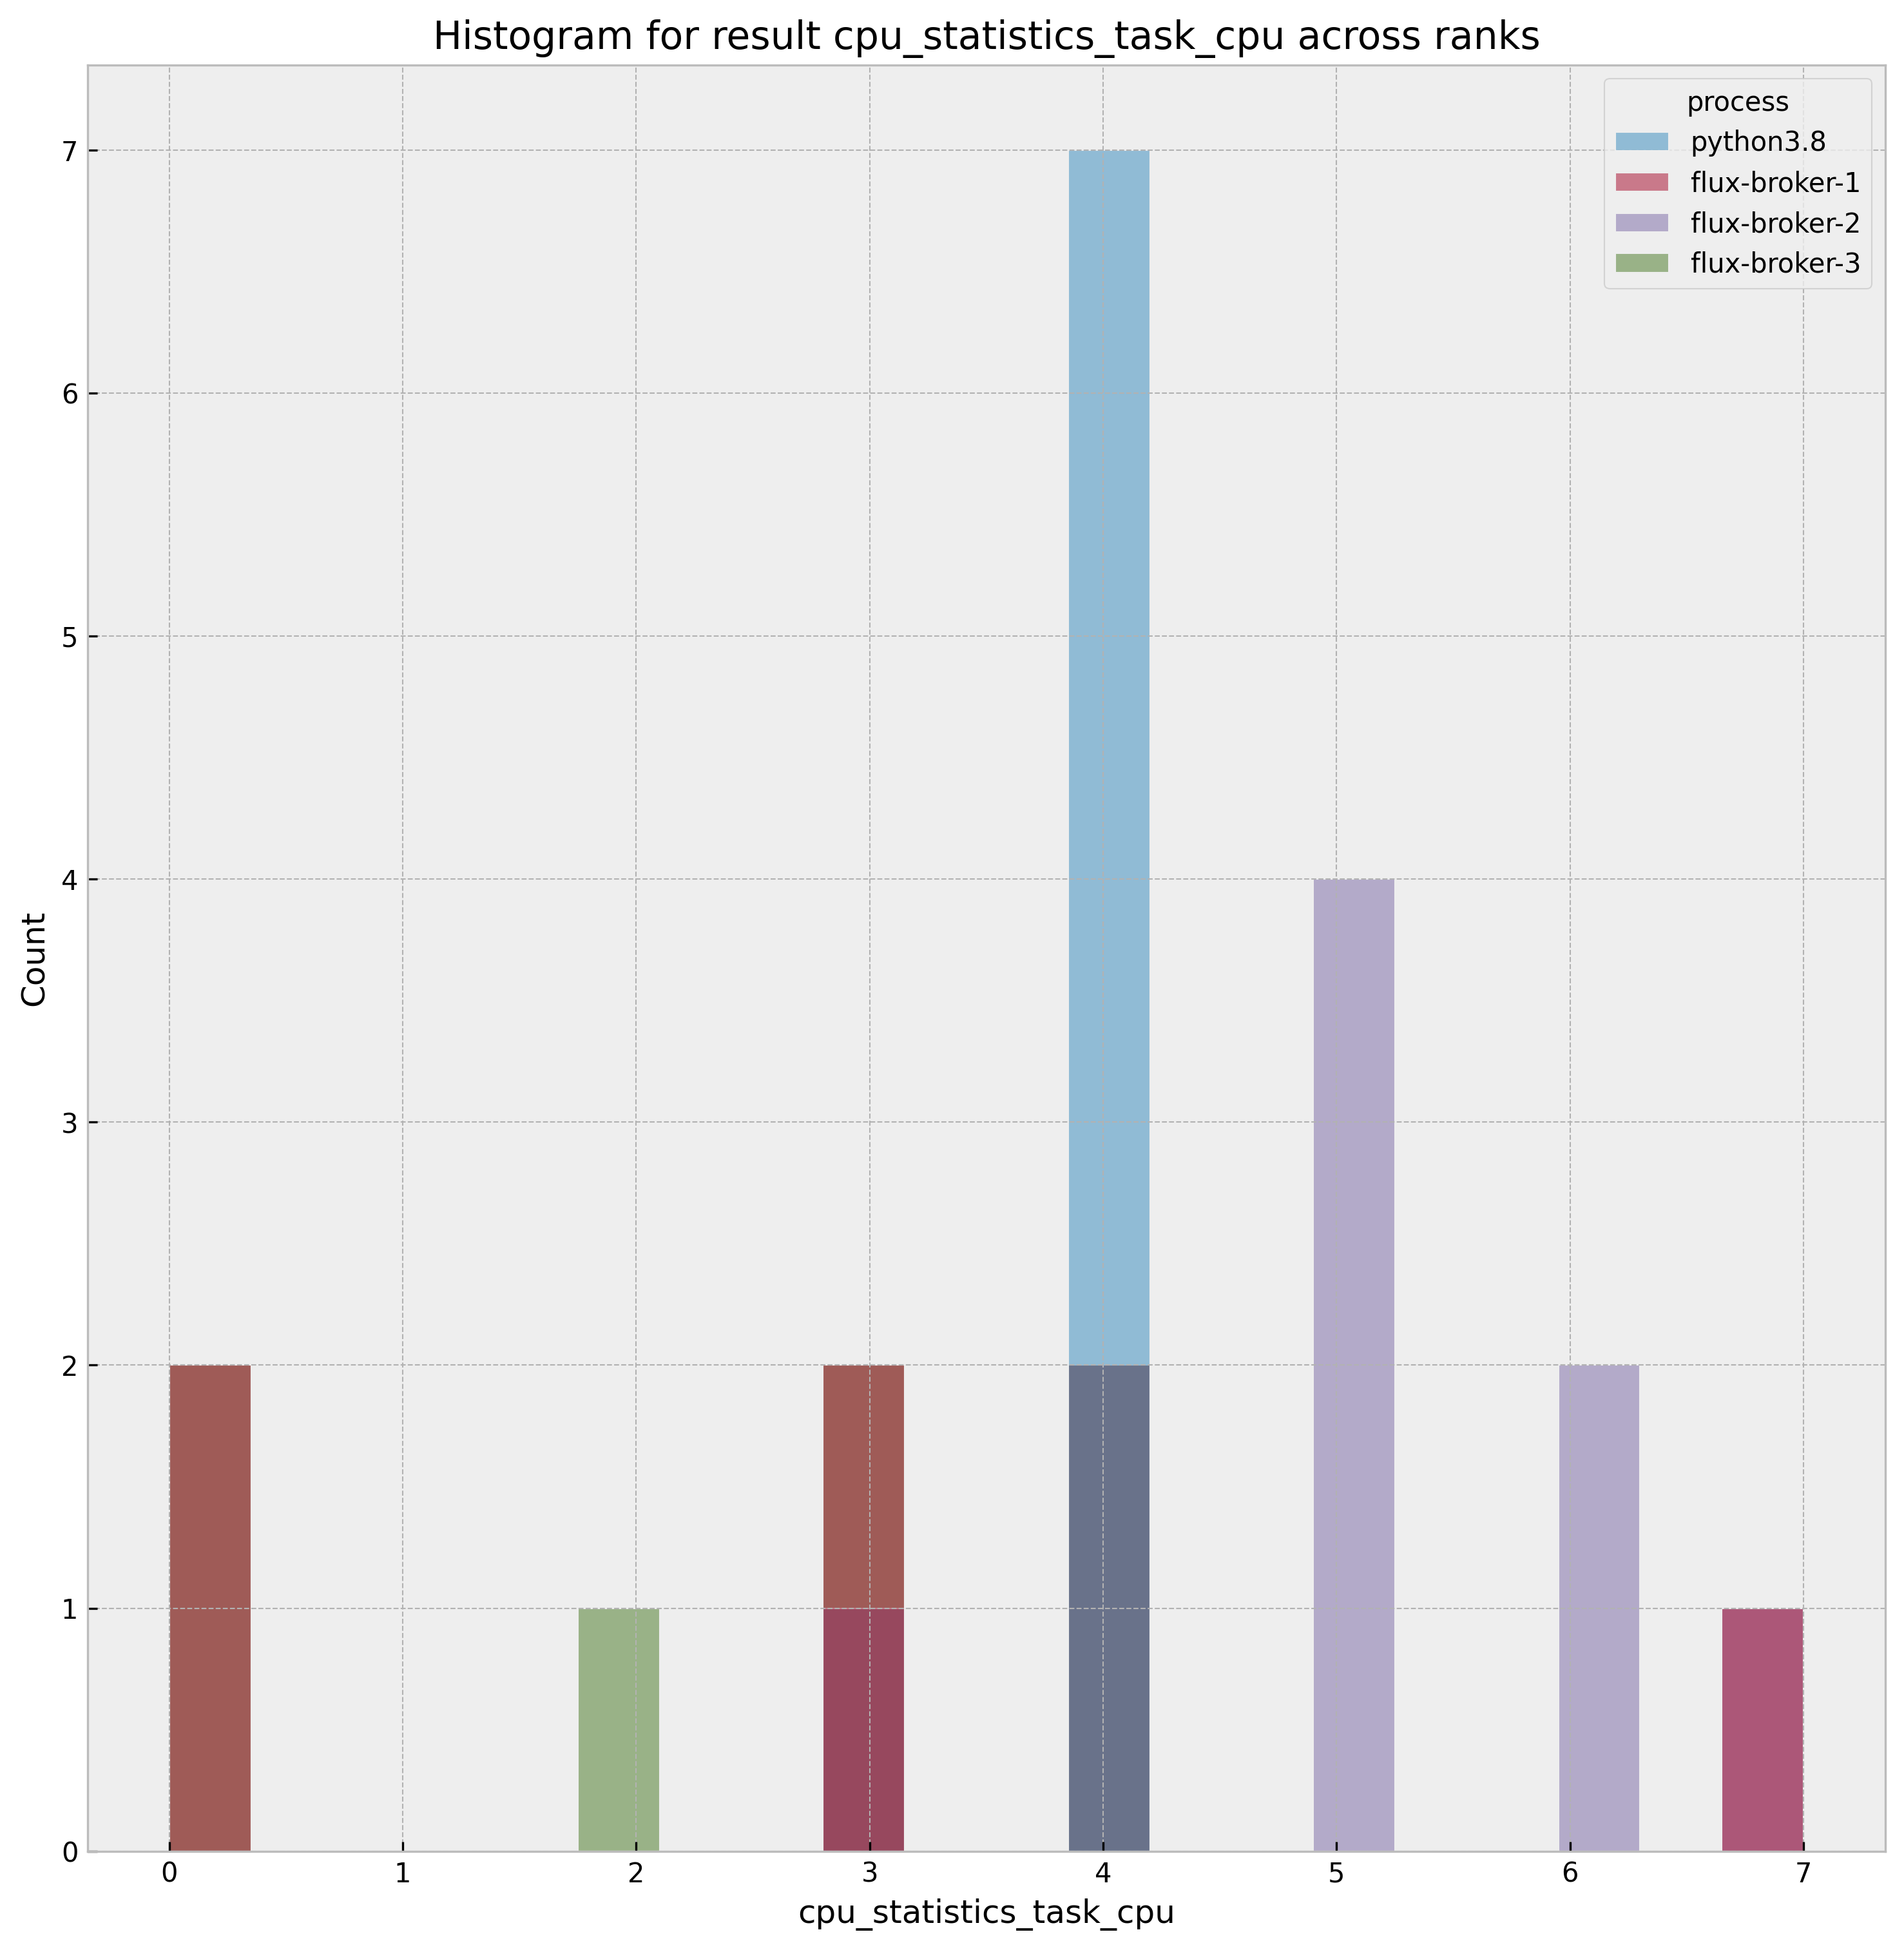 Histogram for result cpu_statistics_task_cpu across ranks
process
python3.8
flux-broker-1
flux-broker-2
flux-broker-3
7
6
5
4
3
2
1
0
Count
0 1 2 3 4 5 6 7
cpu_statistics_task_cpu